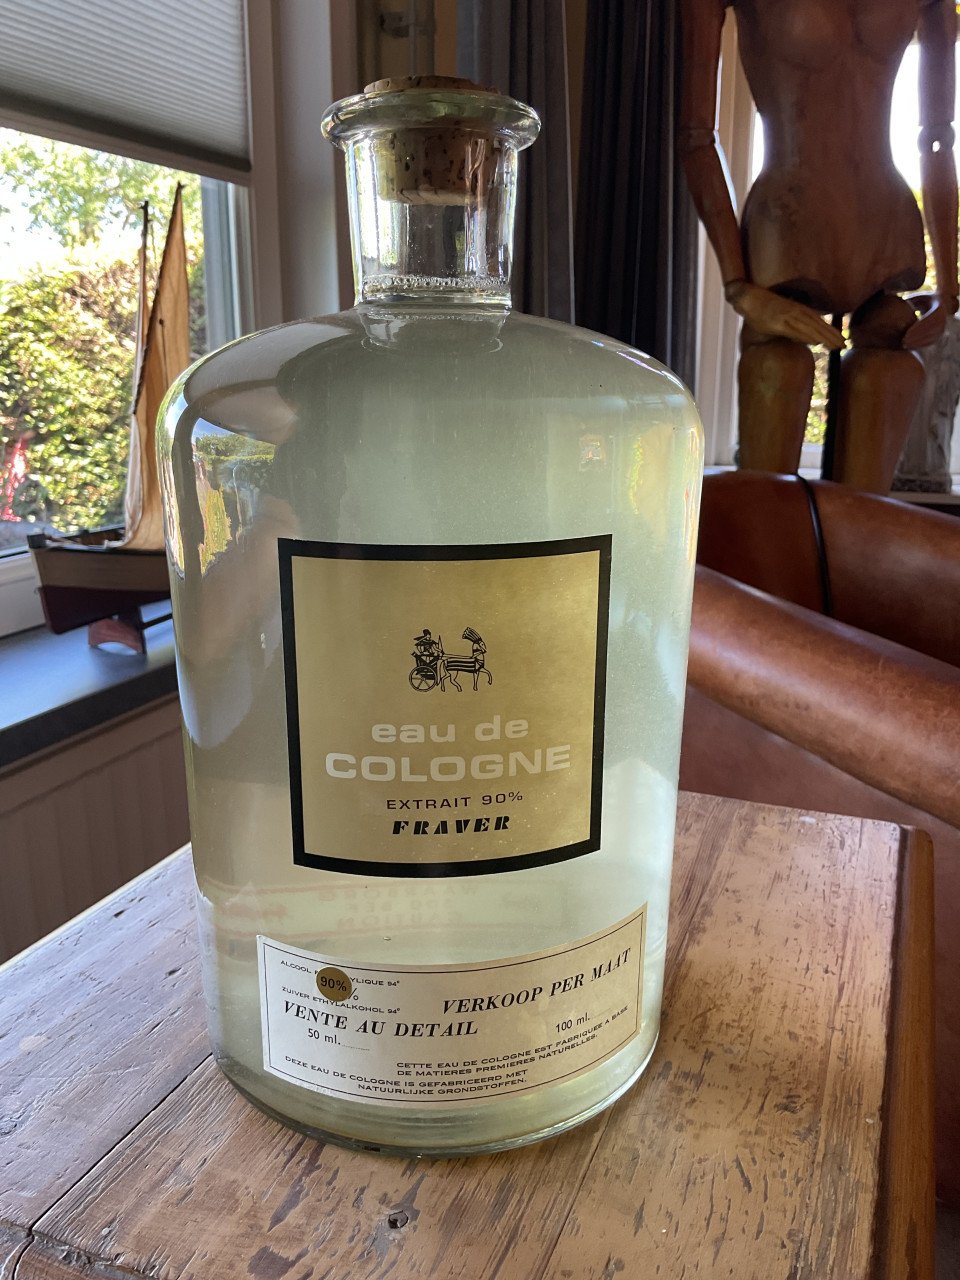 eau de
COLOGNE
EXTRAIT 90%
FRAVER
ALCOOL 94°
90%
%
ZUIVER ETHYLALKOHOL 94°
VENTE AU DETAIL
50 ml.
VERKOOP PER MAAT
100 ml.
CETTE EAU DE COLOGNE EST FABRIQUEE A BASE
DE MATIERES PREMIERES NATURELLES.
DEZE EAU DE COLOGNE IS GEFABRICEERD MET
NATUURLIJKE GRONDSTOFFEN.